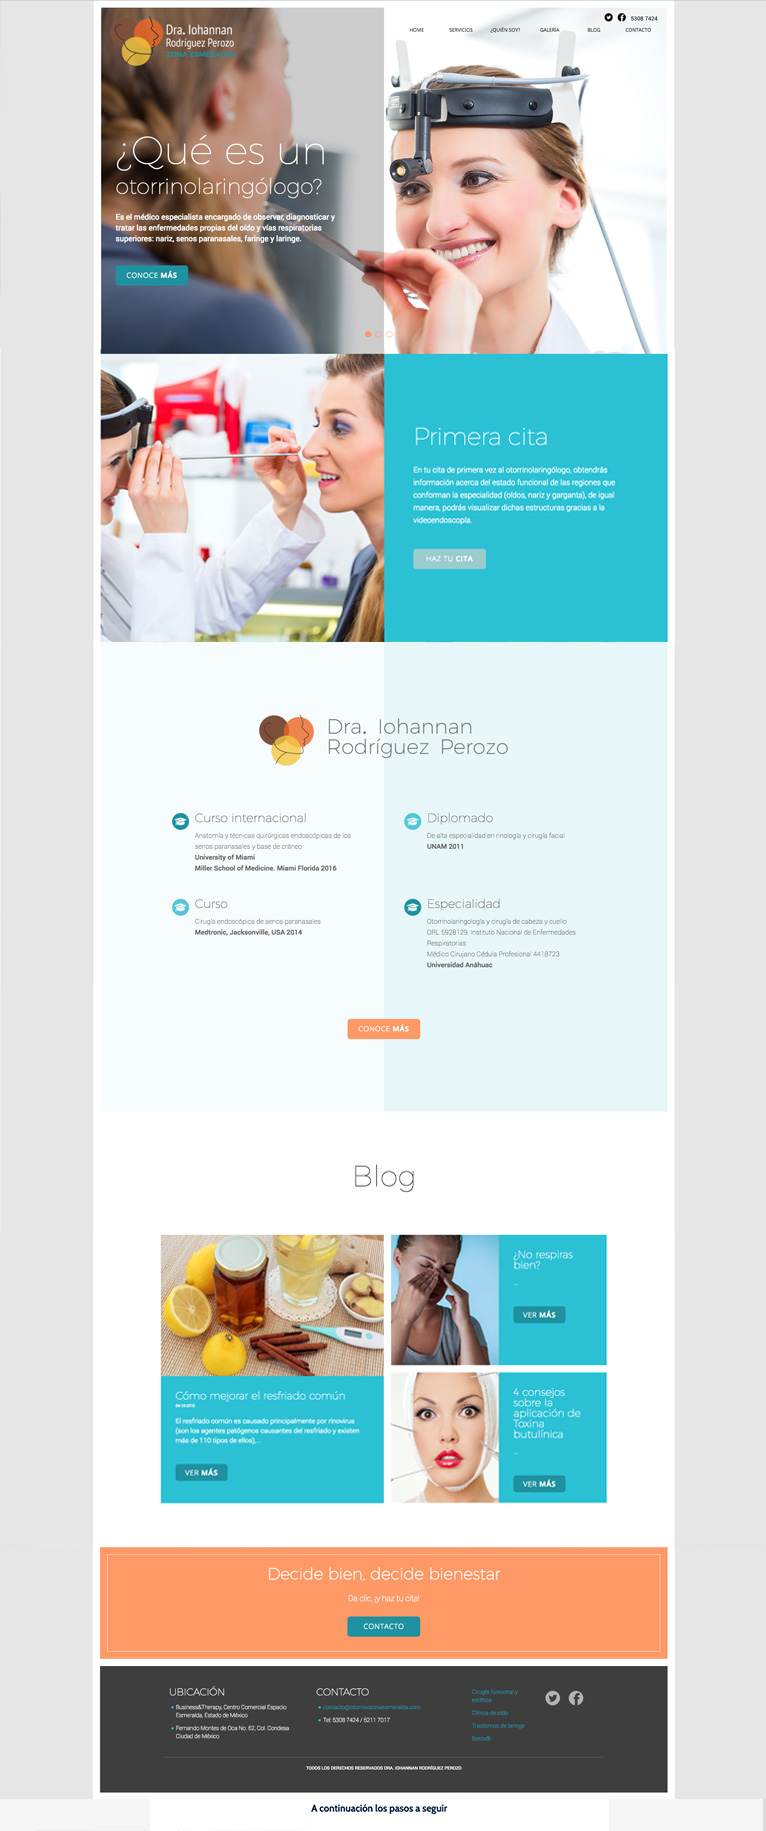 Dra. Iohannan
Rodríguez Perozo
ZONA ESMERALDA
5308 7424
HOME SERVICIOS ¿QUIÉN SOY? GALERÍA BLOG CONTACTO
¿Qué es un
otorrinolaringólogo?
Es el médico especialista encargado de observar, diagnosticar y
tratar las enfermedades propias del oído y vías respiratorias
superiores: nariz, senos paranasales, faringe y laringe.
CONOCE MÁS
Primera cita
En tu cita de primera vez al otorrinolaringólogo, obtendrás
información acerca del estado funcional de las regiones que
conforman la especialidad (oídos, nariz y garganta), de igual
manera, podrás visualizar dichas estructuras gracias a la
videoendoscopía.
HAZ TU CITA
Dra. Iohannan
Rodríguez Perozo
Curso internacional
Anatomía y técnicas quirúrgicas endoscópicas de los
senos paranasales y base de cráneo
University of Miami
Miller School of Medicine. Miami Florida 2016
Diplomado
De alta especialidad en rinología y cirugía facial
UNAM 2011
Curso
Cirugía endoscópica de senos paranasales
Medtronic, Jacksonville, USA 2014
Especialidad
Otorrinolaringología y cirugía de cabeza y cuello
ORL 5928129, Instituto Nacional de Enfermedades
Respiratorias
Médico Cirujano Cédula Profesional 4418723
Universidad Anáhuac
CONOCE MÁS
Blog
Cómo mejorar el resfriado común
El resfriado común es causado principalmente por rinovirus
(son los agentes patógenos causantes del resfriado y existen
más de 110 tipos de ellos),...
VER MÁS
¿No respiras
bien?
...
VER MÁS
4 consejos
sobre la
aplicación de
Toxina
butulínica
...
VER MÁS
Decide bien, decide bienestar
Da clic, ¡y haz tu cita!
CONTACTO
UBICACIÓN
Business&Therapy, Centro Comercial Espacio
Esmeralda, Estado de México
Fernando Montes de Oca No. 62, Col. Condesa
Ciudad de México
CONTACTO
contacto@otorrinozonaesmeralda.com
Tel: 5308 7424 / 5211 7017
Cirugía funcional y
estética
Clínica de oído
Trastornos de laringe
Botox®
TODOS LOS DERECHOS RESERVADOS DRA. IOHANNAN RODRÍGUEZ PEROZO
A continuación los pasos a seguir